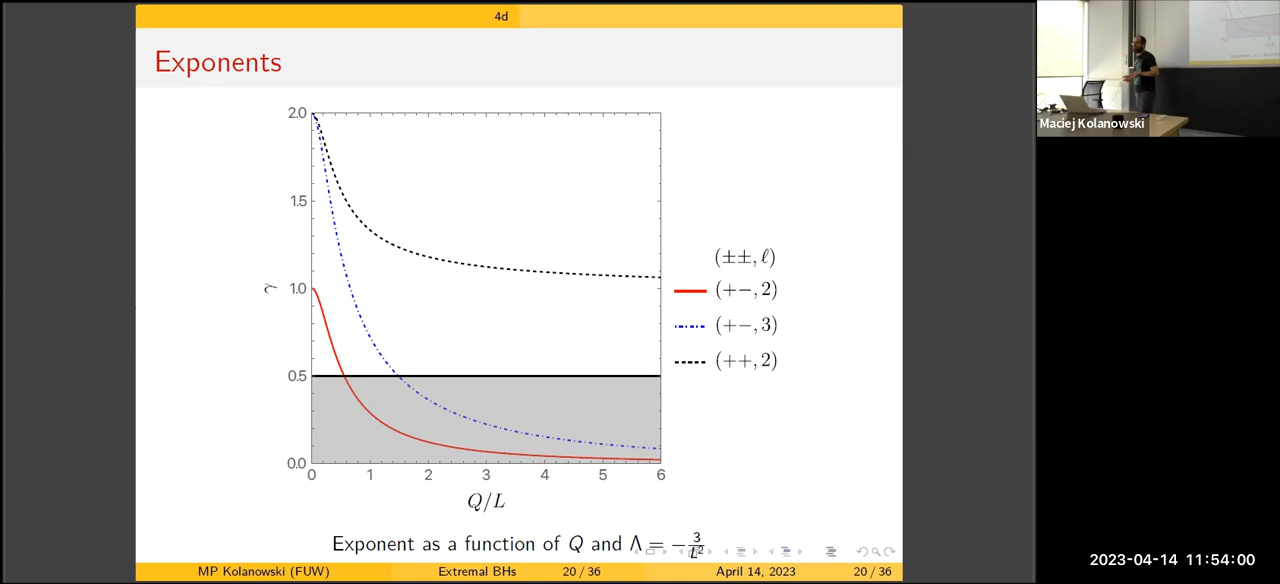 4d
Exponents
2.0
1.5
1.0
0.5
0.0
γ
0 1 2 3 4 5 6
Q/L
(±±, ℓ)
(+−, 2)
(+−, 3)
(++, 2)
Exponent as a function of Q and Λ = −3/L²
MP Kolanowski (FUW) Extremal BHs 20 / 36 April 14, 2023 20 / 36
Maciej Kolanowski
2023-04-14 11:54:00